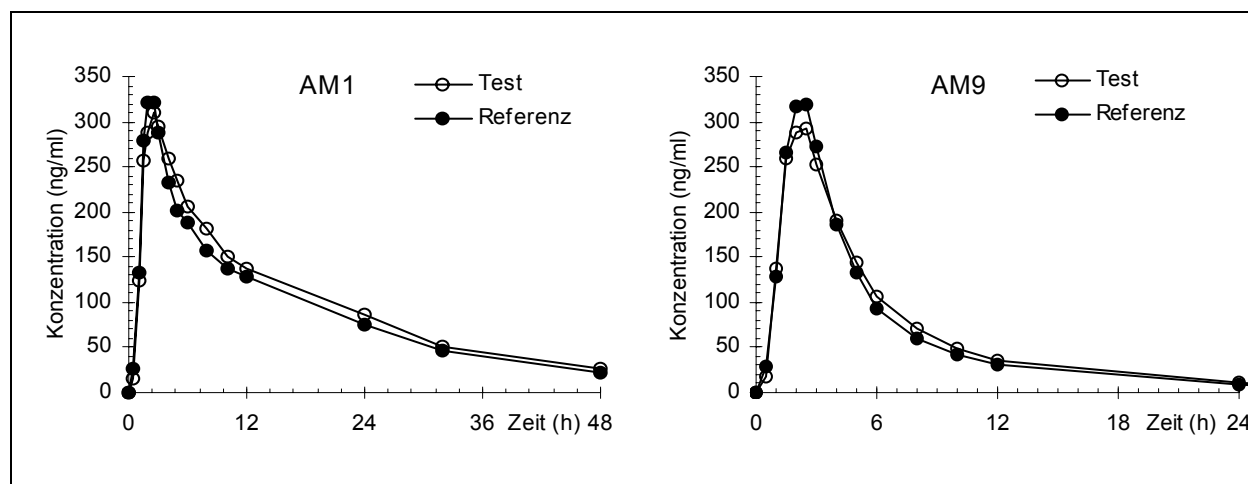 AM1
Test
Referenz
Konzentration (ng/ml)
350
300
250
200
150
100
50
0
0 12 24 36 Zeit (h) 48
AM9
Test
Referenz
Konzentration (ng/ml)
350
300
250
200
150
100
50
0
0 6 12 18 Zeit (h) 24